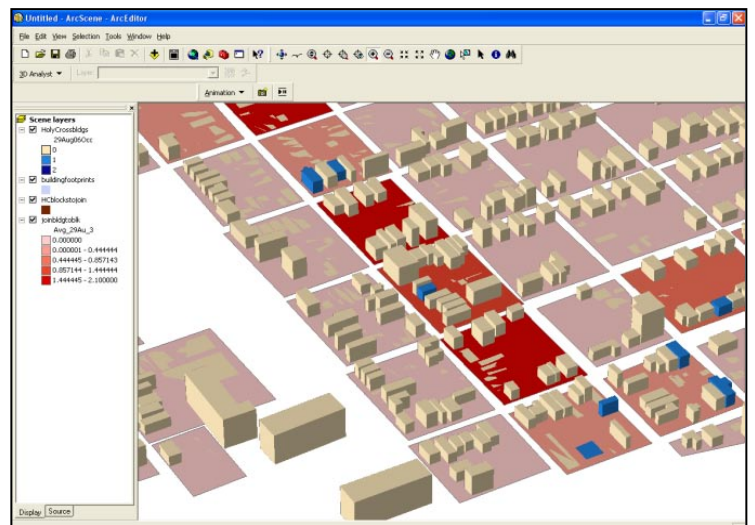 Untitled - ArcScene - ArcEditor
File Edit View Selection Tools Window Help
3D Analyst Layer:
Animation
Scene layers
HolyCrossbldgs
29Aug06Occ
0
1
2
buildingfootprints
HCblockstojoin
joinbldgtoblk
Avg_29Au_3
0.000000
0.000001 - 0.444444
0.444445 - 0.857143
0.857144 - 1.444444
1.444445 - 2.100000
Display Source